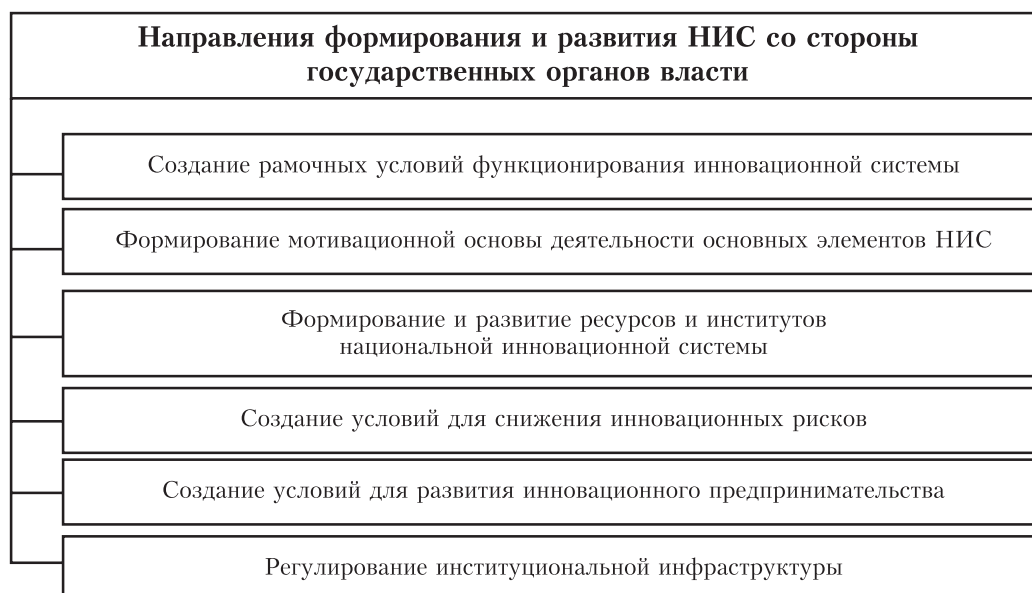 Направления формирования и развития НИС со стороны
государственных органов власти
Создание рамочных условий функционирования инновационной системы
Формирование мотивационной основы деятельности основных элементов НИС
Формирование и развитие ресурсов и институтов
национальной инновационной системы
Создание условий для снижения инновационных рисков
Создание условий для развития инновационного предпринимательства
Регулирование институциональной инфраструктуры